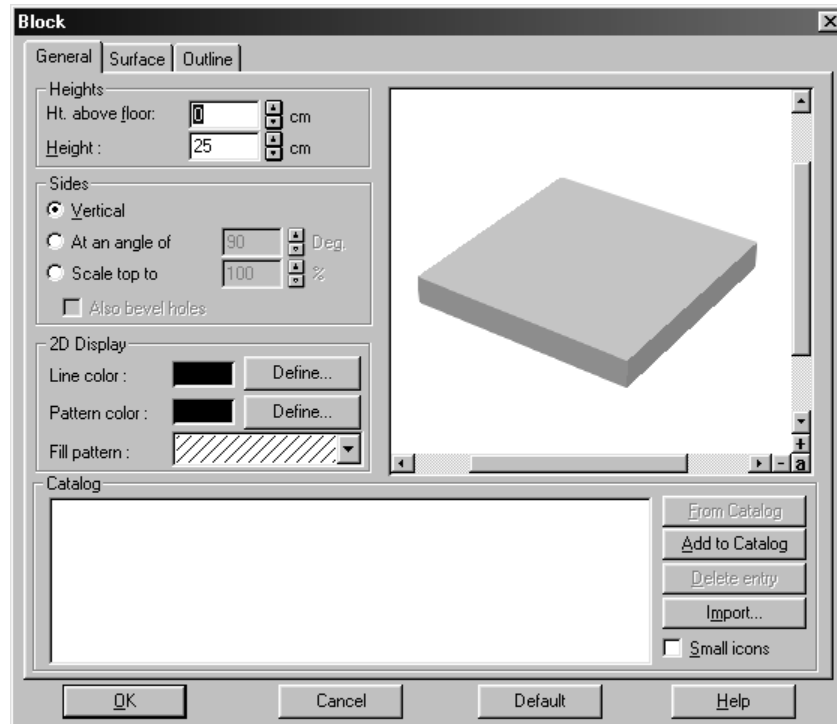 Block
General Surface Outline
Heights
Ht. above floor: 0 cm
Height : 25 cm
Sides
Vertical
At an angle of 90 Deg.
Scale top to 100 %
Also bevel holes
2D Display
Line color : Define...
Pattern color : Define...
Fill pattern :
+
- a
Catalog
From Catalog
Add to Catalog
Delete entry
Import...
Small icons
OK Cancel Default Help